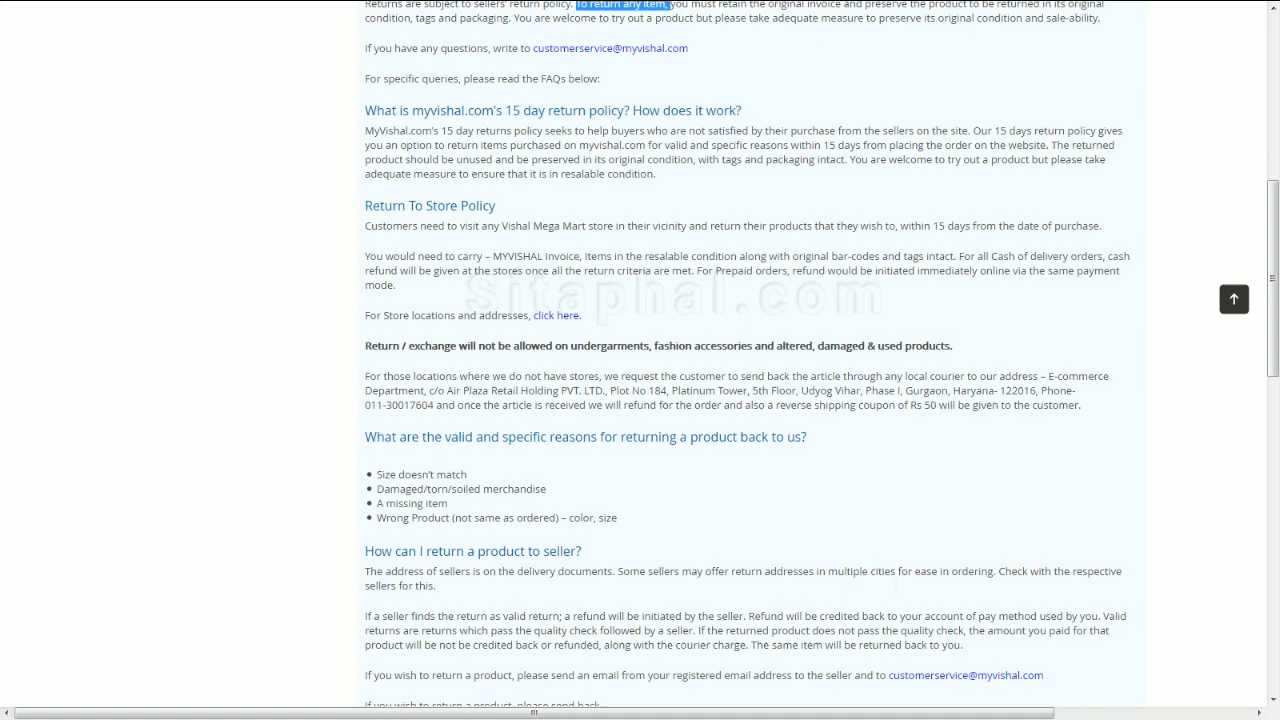 Returns are subject to sellers' return policy. To return any item, you must retain the original invoice and preserve the product to be returned in its original
condition, tags and packaging. You are welcome to try out a product but please take adequate measure to preserve its original condition and sale-ability.
If you have any questions, write to customerservice@myvishal.com
For specific queries, please read the FAQs below:
What is myvishal.com's 15 day return policy? How does it work?
MyVishal.com's 15 day returns policy seeks to help buyers who are not satisfied by their purchase from the sellers on the site. Our 15 days return policy gives
you an option to return items purchased on myvishal.com for valid and specific reasons within 15 days from placing the order on the website. The returned
product should be unused and be preserved in its original condition, with tags and packaging intact. You are welcome to try out a product but please take
adequate measure to ensure that it is in resalable condition.
Return To Store Policy
Customers need to visit any Vishal Mega Mart store in their vicinity and return their products that they wish to, within 15 days from the date of purchase.
You would need to carry – MYVISHAL Invoice, Items in the resalable condition along with original bar-codes and tags intact. For all Cash of delivery orders, cash
refund will be given at the stores once all the return criteria are met. For Prepaid orders, refund would be initiated immediately online via the same payment
mode.
Sitaphal.com
For Store locations and addresses, click here.
Return / exchange will not be allowed on undergarments, fashion accessories and altered, damaged & used products.
For those locations where we do not have stores, we request the customer to send back the article through any local courier to our address – E-commerce
Department, c/o Air Plaza Retail Holding PVT. LTD., Plot No 184, Platinum Tower, 5th Floor, Udyog Vihar, Phase I, Gurgaon, Haryana- 122016, Phone-
011-30017604 and once the article is received we will refund for the order and also a reverse shipping coupon of Rs 50 will be given to the customer.
What are the valid and specific reasons for returning a product back to us?
Size doesn't match
Damaged/torn/soiled merchandise
A missing item
Wrong Product (not same as ordered) – color, size
How can I return a product to seller?
The address of sellers is on the delivery documents. Some sellers may offer return addresses in multiple cities for ease in ordering. Check with the respective
sellers for this.
If a seller finds the return as valid return; a refund will be initiated by the seller. Refund will be credited back to your account of pay method used by you. Valid
returns are returns which pass the quality check followed by a seller. If the returned product does not pass the quality check, the amount you paid for that
product will be not be credited back or refunded, along with the courier charge. The same item will be returned back to you.
If you wish to return a product, please send an email from your registered email address to the seller and to customerservice@myvishal.com
If you wish to return a product, please send back...